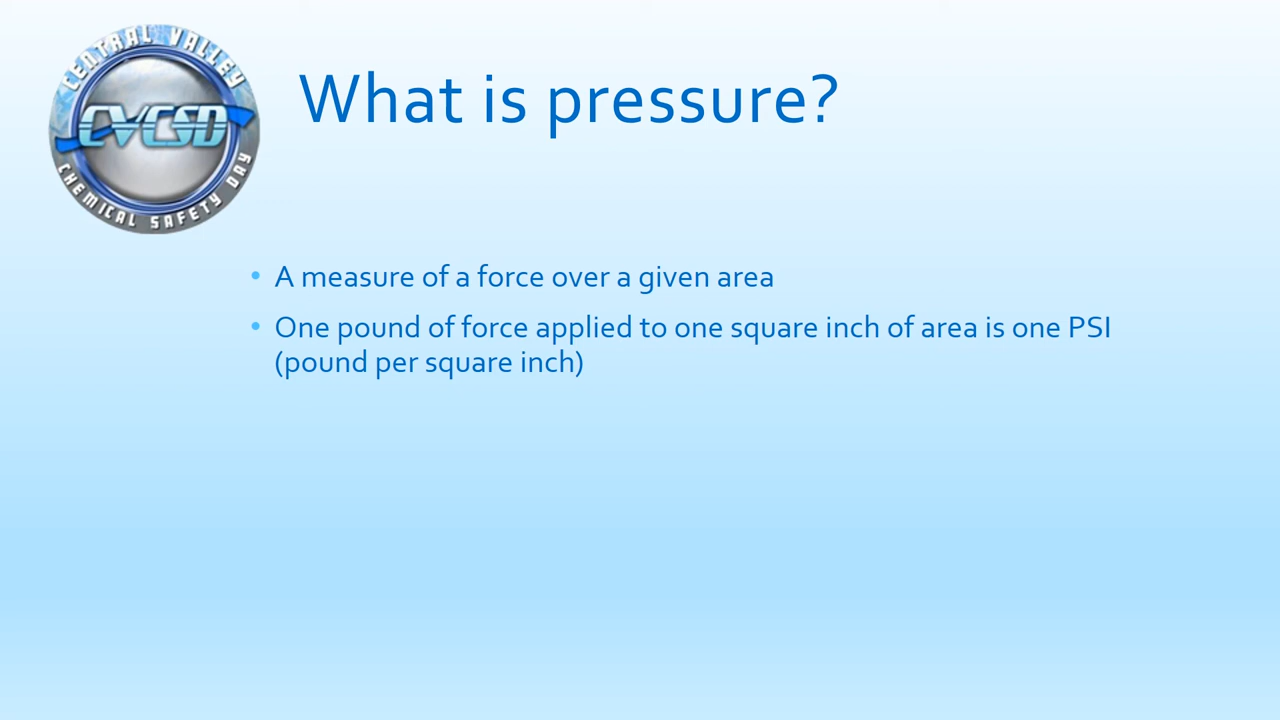 CENTRAL VALLEY
CVCSD
CHEMICAL SAFETY DAY
What is pressure?
• A measure of a force over a given area
• One pound of force applied to one square inch of area is one PSI
(pound per square inch)